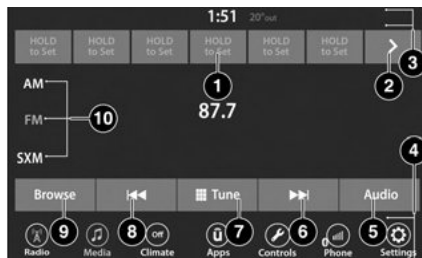 1:51 20°out
HOLD to Set HOLD to Set HOLD to Set HOLD to Set HOLD to Set HOLD to Set
1 2 3
AM
FM 10 87.7
SXM 4
Browse Tune Audio
9 8 7 6 5
Off ū 0
Radio Media Climate Apps Controls Phone Settings